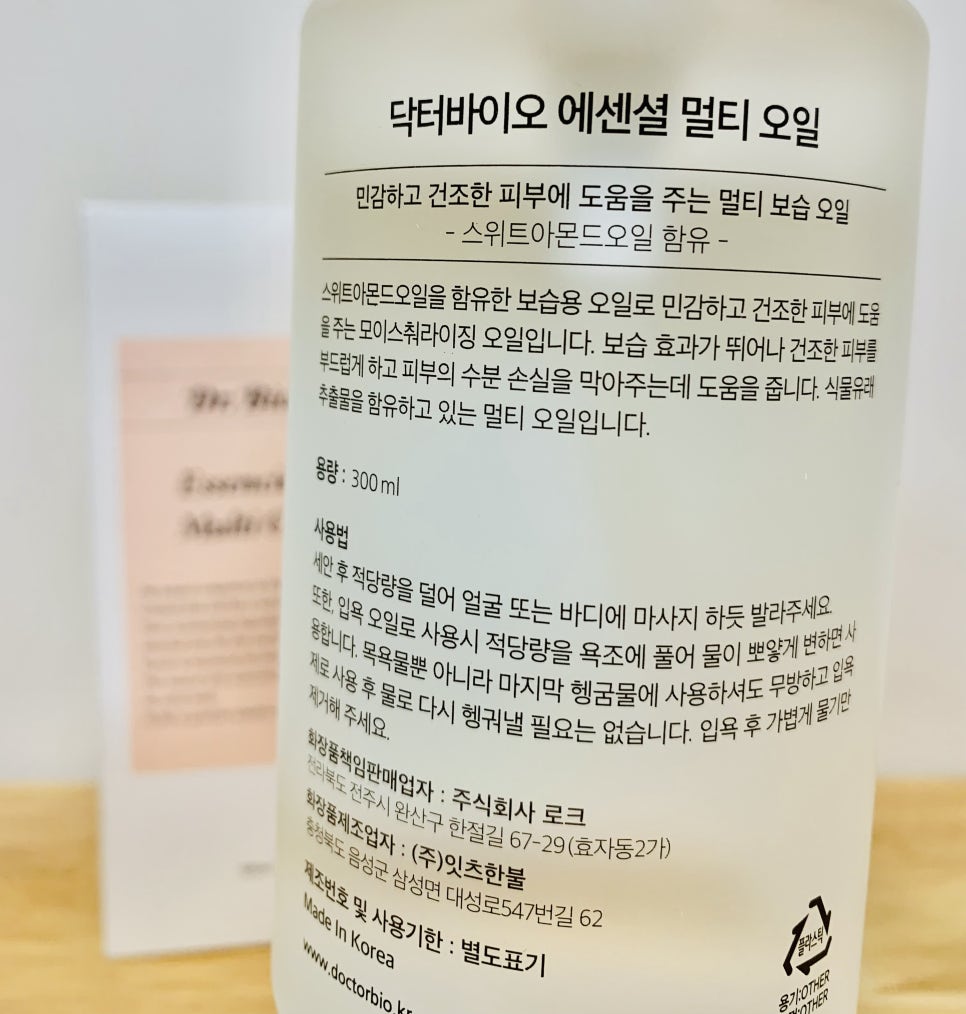 닥터바이오 에센셜 멀티 오일
민감하고 건조한 피부에 도움을 주는 멀티 보습 오일
- 스위트아몬드오일 함유 -
스위트아몬드오일을 함유한 보습용 오일로 민감하고 건조한 피부에 도움
을 주는 모이스춰라이징 오일입니다. 보습 효과가 뛰어나 건조한 피부를
부드럽게 하고 피부의 수분 손실을 막아주는데 도움을 줍니다. 식물유래
추출물을 함유하고 있는 멀티 오일입니다.
용량 : 300ml
사용법
세안 후 적당량을 덜어 얼굴 또는 바디에 마사지 하듯 발라주세요.
또한, 입욕 오일로 사용시 적당량을 욕조에 풀어 물이 뽀얗게 변하면 사
용합니다. 목욕물뿐 아니라 마지막 헹굼물에 사용하셔도 무방하고 입욕
제로 사용 후 물로 다시 헹궈낼 필요는 없습니다. 입욕 후 가볍게 물기만
제거해 주세요.
화장품책임판매업자 : 주식회사 로크
전라북도 전주시 완산구 한절길 67-29(효자동2가)
화장품제조업자 : (주)잇츠한불
충청북도 음성군 삼성면 대성로547번길 62
제조번호 및 사용기한 : 별도표기
Made In Korea
www.doctorbio.kr
플라스틱
용기:OTHER
:OTHER
Dr. Bio
Essence
Multi